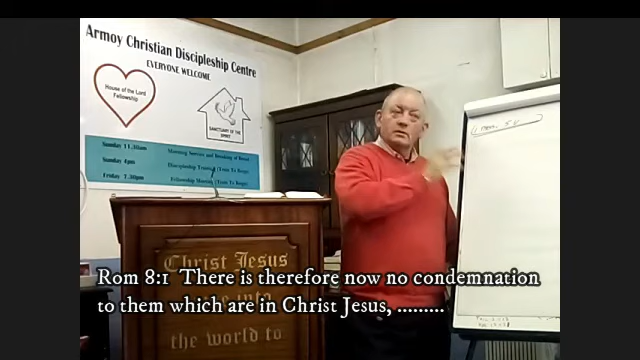 Armoy Christian Discipleship Centre
EVERYONE WELCOME
House of the Lord
Fellowship
SANCTUARY OF THE
SPIRIT
Sunday 11.30am Morning Service and Breaking of Bread
Sunday 6pm Discipleship Training
Friday 7.30pm Fellowship Meeting
Christ Jesus
Rom 8:1 There is therefore now no condemnation
to them which are in Christ Jesus, .........
the world to